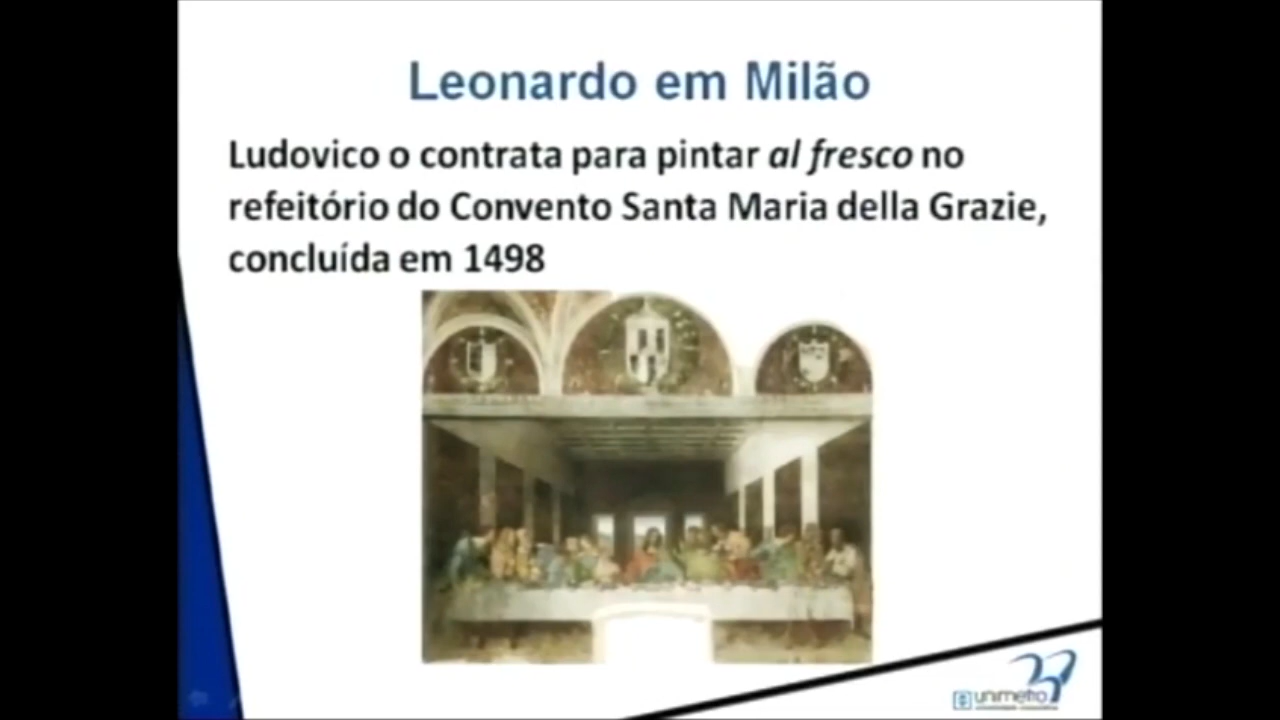 Leonardo em Milão
Ludovico o contrata para pintar al fresco no
refeitório do Convento Santa Maria della Grazie,
concluída em 1498
unimetro